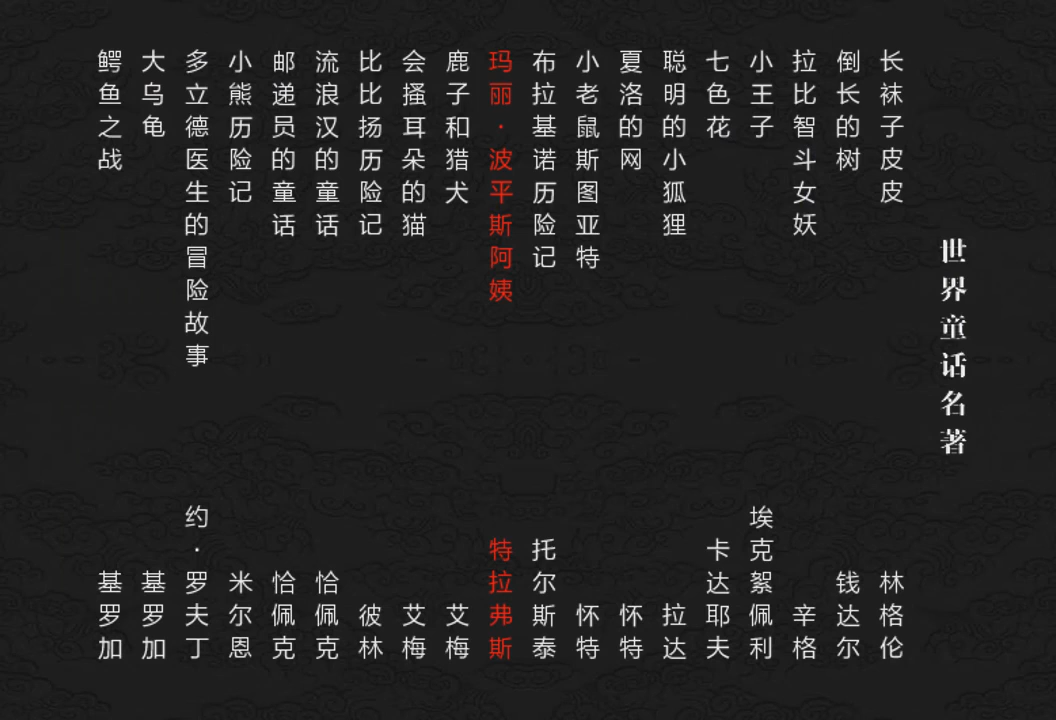 世界童话名著
长袜子皮皮 林格伦
倒长的树 钱达尔
拉比智斗女妖 辛格
小王子 埃克絮佩利
七色花 卡达耶夫
聪明的小狐狸 拉达
夏洛的网 怀特
小老鼠斯图亚特 怀特
布拉基诺历险记 托尔斯泰
玛丽·波平斯阿姨 特拉弗斯
鹿子和猎犬 艾梅
会搔耳朵的猫 艾梅
比比扬历险记 彼林
流浪汉的童话 恰佩克
邮递员的童话 恰佩克
小熊历险记 米尔恩
多立德医生的冒险故事 约·罗夫丁
大乌龟 基罗加
鳄鱼之战 基罗加